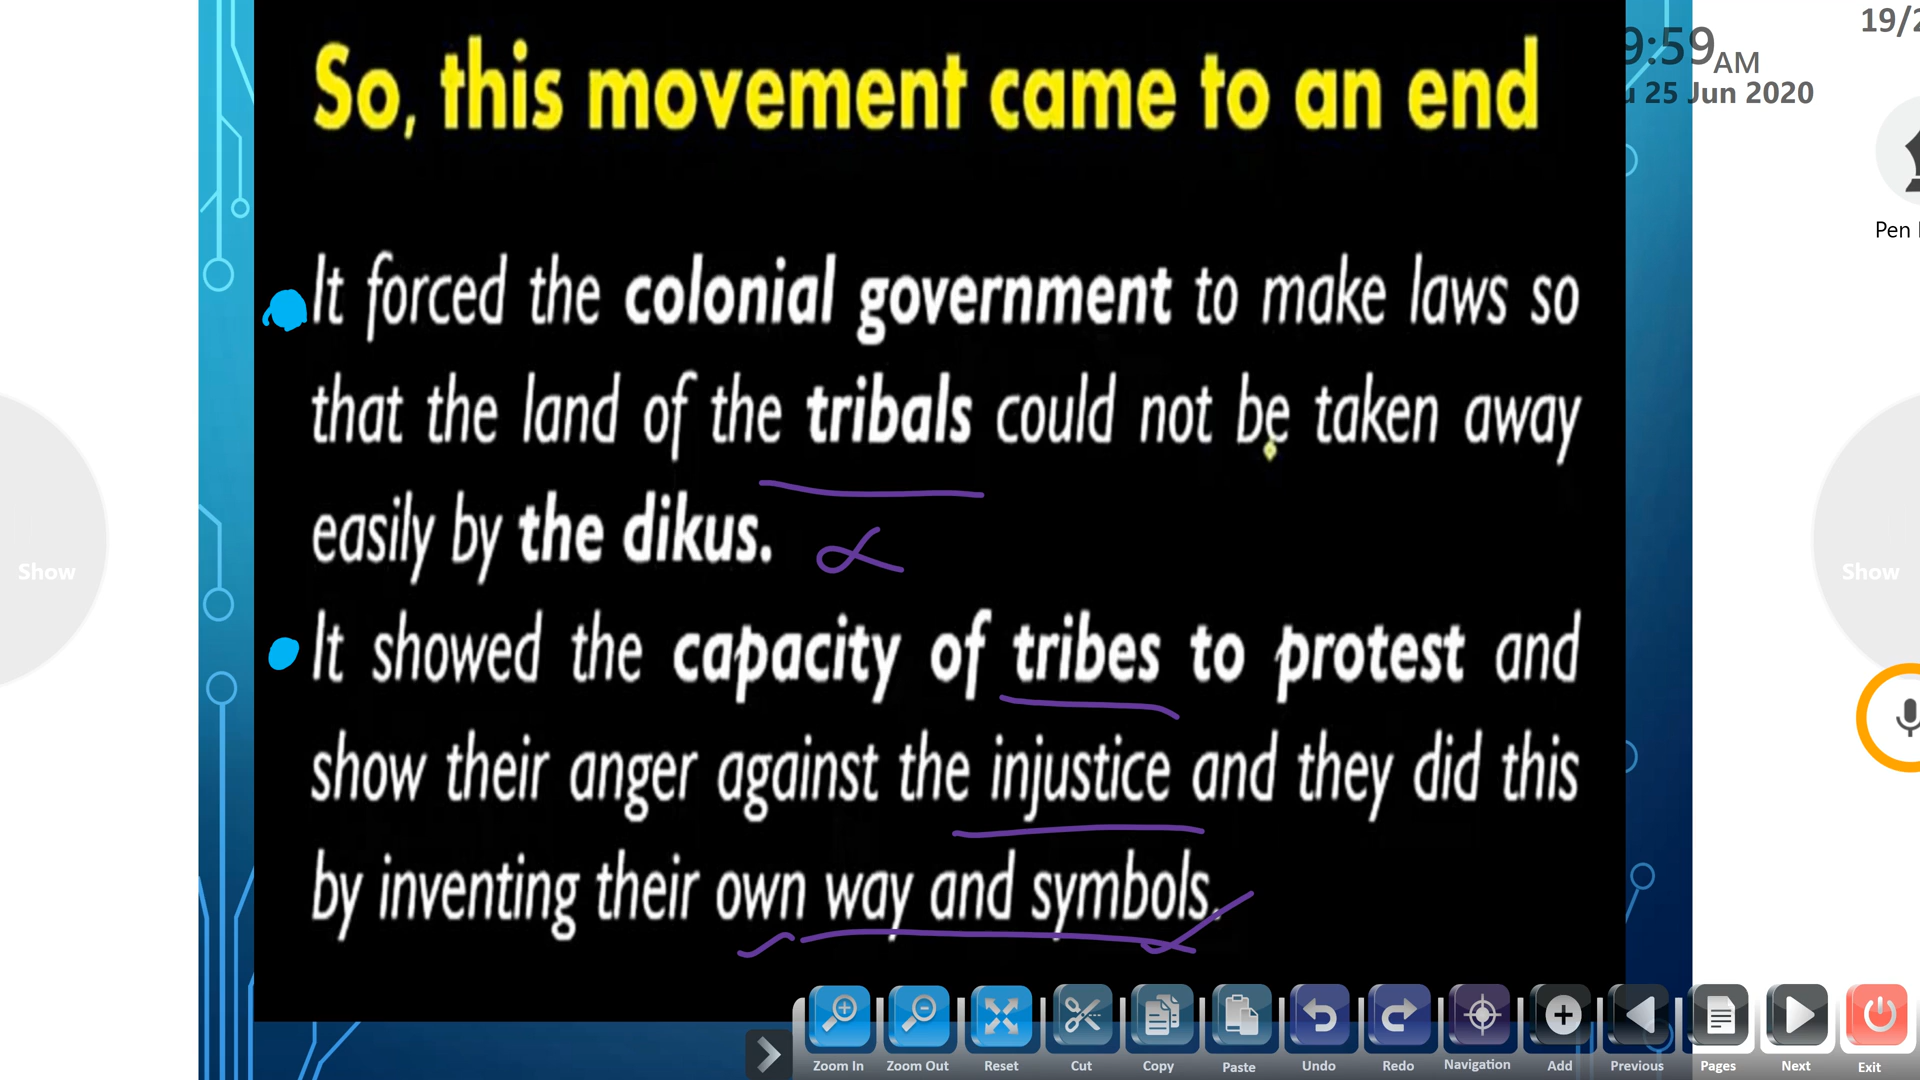 So, this movement came to an end
It forced the colonial government to make laws so
that the land of the tribals could not be taken away
easily by the dikus.
It showed the capacity of tribes to protest and
show their anger against the injustice and they did this
by inventing their own way and symbols.
19/2
9:59 AM
25 Jun 2020
Pen
Show
Show
Zoom In
Zoom Out
Reset
Cut
Copy
Paste
Undo
Redo
Navigation
Add
Previous
Pages
Next
Exit